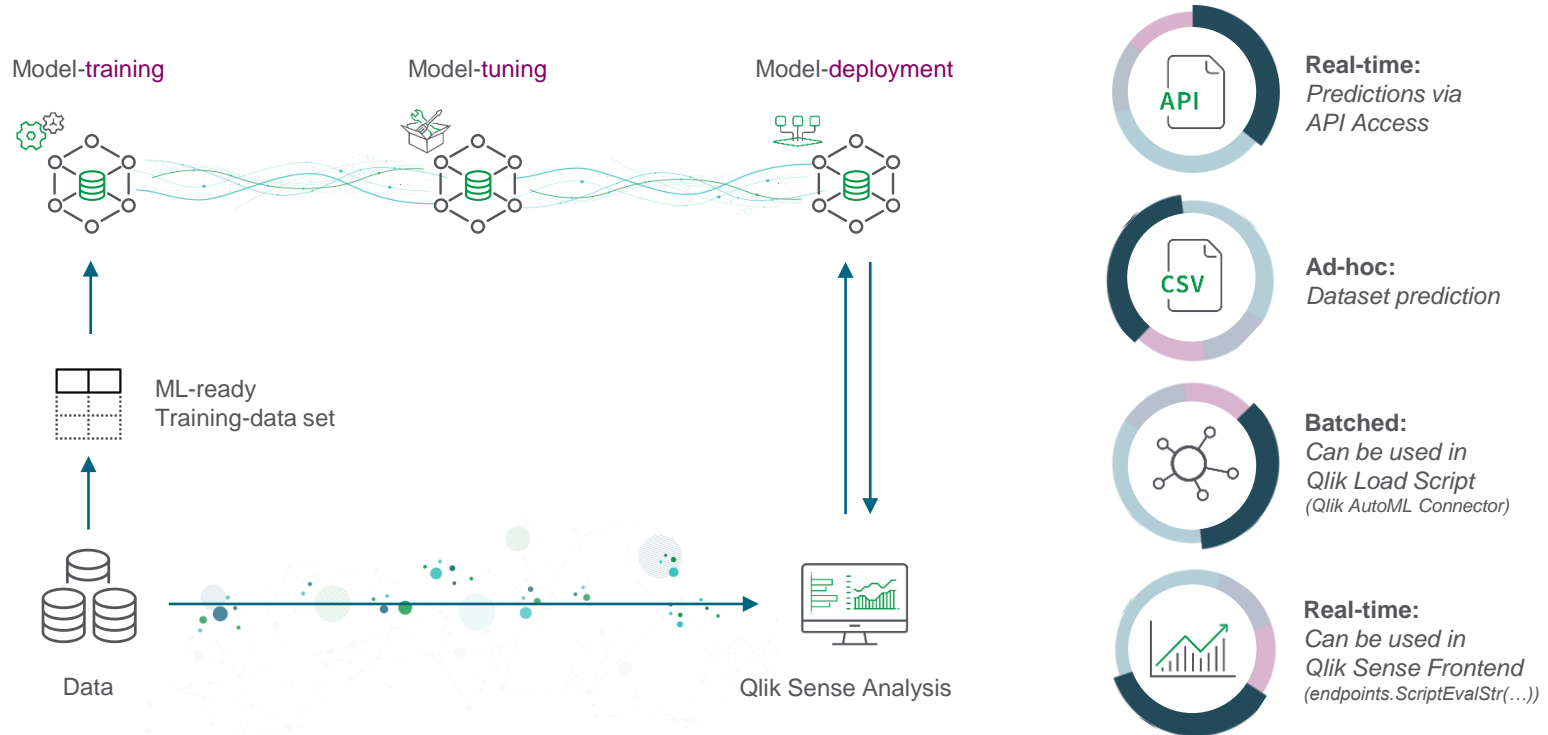 Model-training
Model-tuning
Model-deployment
ML-ready
Training-data set
Data
Qlik Sense Analysis
API
Real-time:
Predictions via
API Access
CSV
Ad-hoc:
Dataset prediction
Batched:
Can be used in
Qlik Load Script
(Qlik AutoML Connector)
Real-time:
Can be used in
Qlik Sense Frontend
(endpoints.ScriptEvalStr(…))